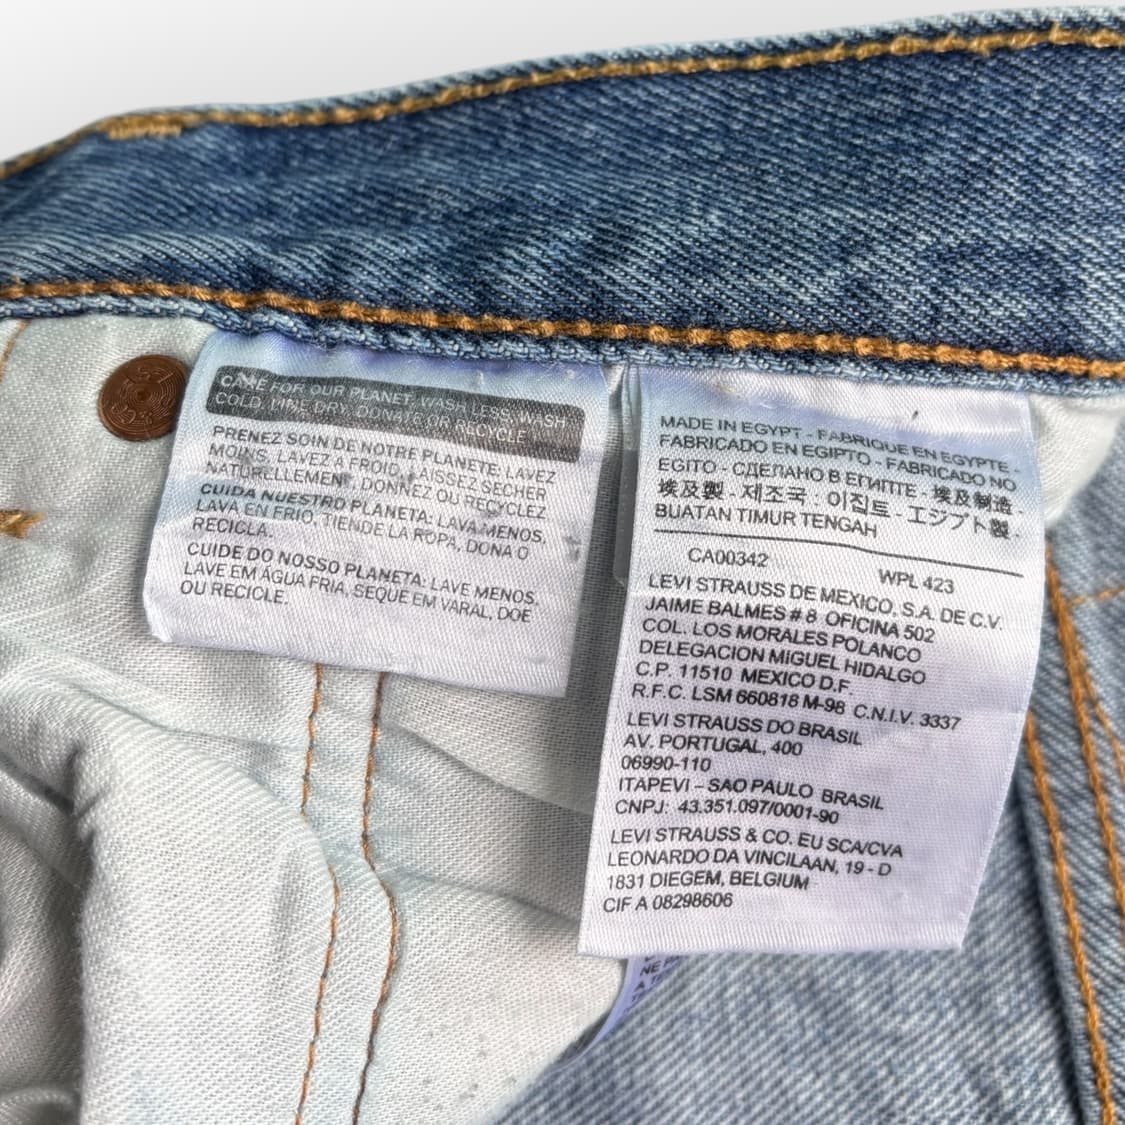 CARE FOR OUR PLANET. WASH LESS, WASH
COLD, LINE DRY, DONATE OR RECYCLE
PRENEZ SOIN DE NOTRE PLANETE: LAVEZ
MOINS, LAVEZ A FROID, LAISSEZ SECHER
NATURELLEMENT, DONNEZ OU RECYCLEZ
CUIDA NUESTRO PLANETA: LAVA MENOS,
LAVA EN FRIO, TIENDE LA ROPA, DONA O
RECICLA.
CUIDE DO NOSSO PLANETA: LAVE MENOS,
LAVE EM ÁGUA FRIA, SEQUE EM VARAL, DOE
OU RECICLE.
MADE IN EGYPT - FABRIQUE EN EGYPTE -
FABRICADO EN EGIPTO - FABRICADO NO
EGITO - СДЕЛАНО В ЕГИПТЕ - 埃及制造 -
埃及製 - 제조국 : 이집트 - エジプト製 -
BUATAN TIMUR TENGAH
CA00342 WPL 423
LEVI STRAUSS DE MEXICO, S.A. DE C.V.
JAIME BALMES # 8 OFICINA 502
COL. LOS MORALES POLANCO
DELEGACION MIGUEL HIDALGO
C.P. 11510 MEXICO D.F.
R.F.C. LSM 660818 M-98 C.N.I.V. 3337
LEVI STRAUSS DO BRASIL
AV. PORTUGAL, 400
06990-110
ITAPEVI – SAO PAULO BRASIL
CNPJ: 43.351.097/0001-90
LEVI STRAUSS & CO. EU SCA/CVA
LEONARDO DA VINCILAAN, 19 - D
1831 DIEGEM, BELGIUM
CIF A 08298606